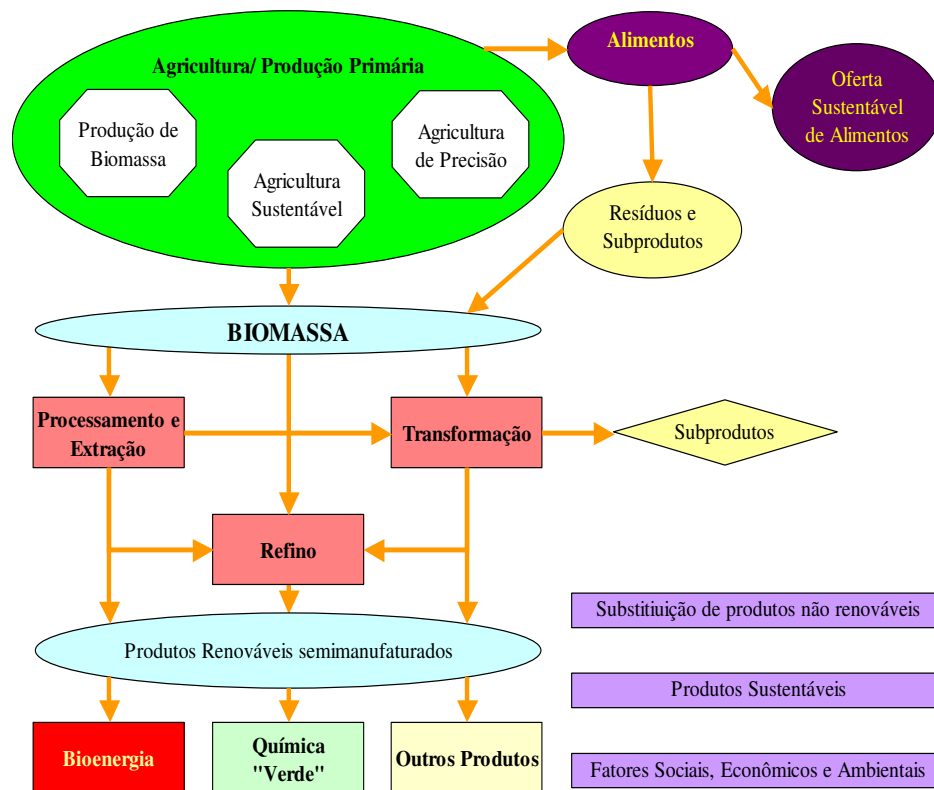 Agricultura/ Produção Primária
Produção de
Biomassa
Agricultura
Sustentável
Agricultura
de Precisão
Alimentos
Oferta
Sustentável
de Alimentos
Resíduos e
Subprodutos
BIOMASSA
Processamento e
Extração
Transformação
Subprodutos
Refino
Produtos Renováveis semimanufaturados
Bioenergia
Química
"Verde"
Outros Produtos
Substitiuição de produtos não renováveis
Produtos Sustentáveis
Fatores Sociais, Econômicos e Ambientais